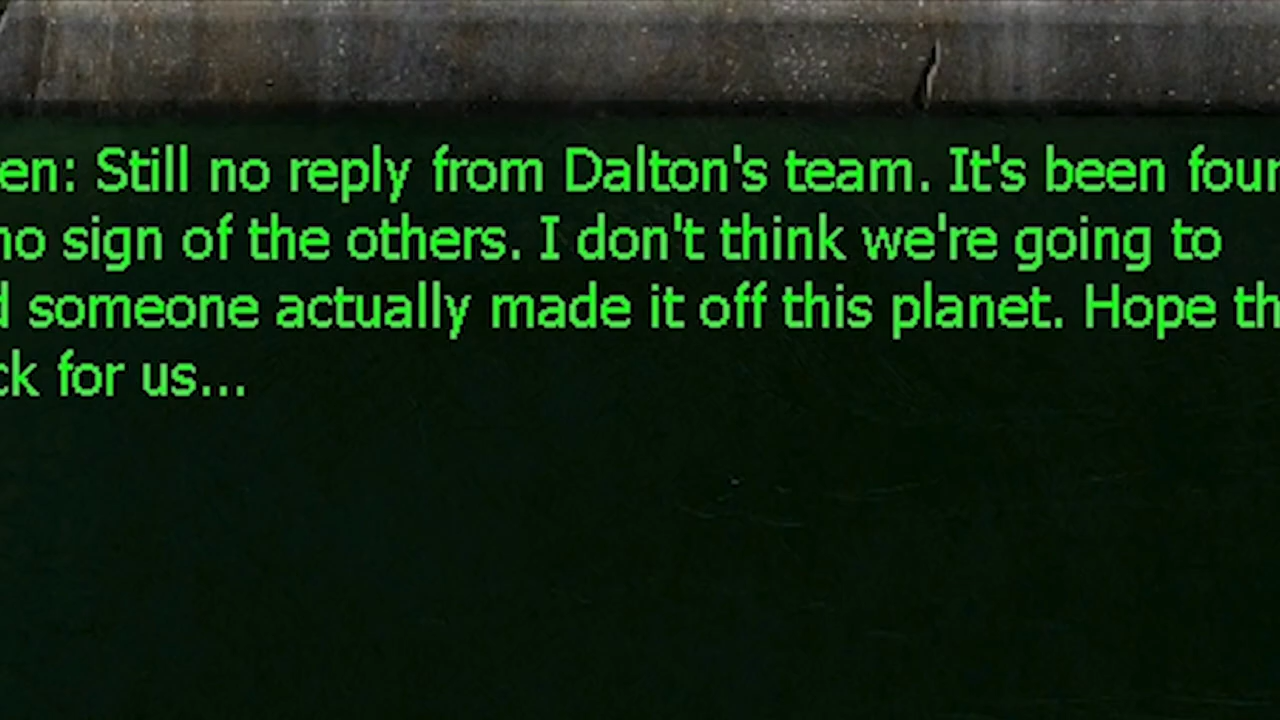 en: Still no reply from Dalton's team. It's been four
no sign of the others. I don't think we're going to
d someone actually made it off this planet. Hope th
ck for us...